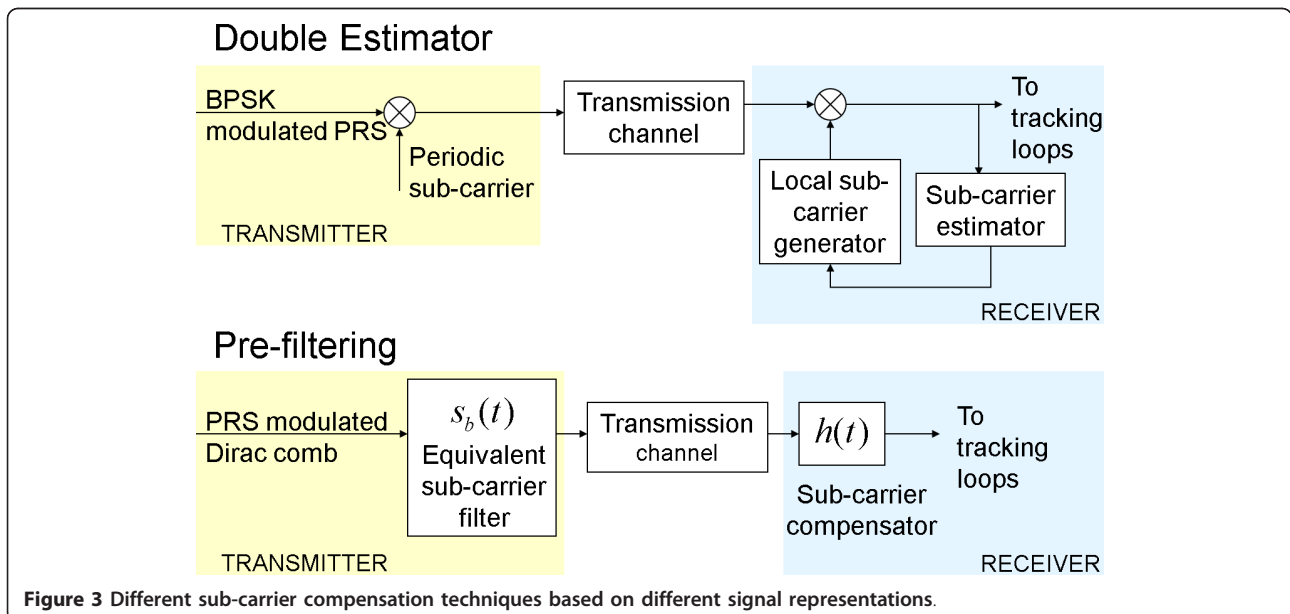 Double Estimator
BPSK
modulated PRS
Periodic
sub-carrier
TRANSMITTER
Transmission
channel
Local sub-
carrier
generator
Sub-carrier
estimator
To
tracking
loops
RECEIVER
Pre-filtering
PRS modulated
Dirac comb
s_b(t)
Equivalent
sub-carrier
filter
TRANSMITTER
Transmission
channel
h(t)
Sub-carrier
compensator
To
tracking
loops
RECEIVER
Figure 3 Different sub-carrier compensation techniques based on different signal representations.